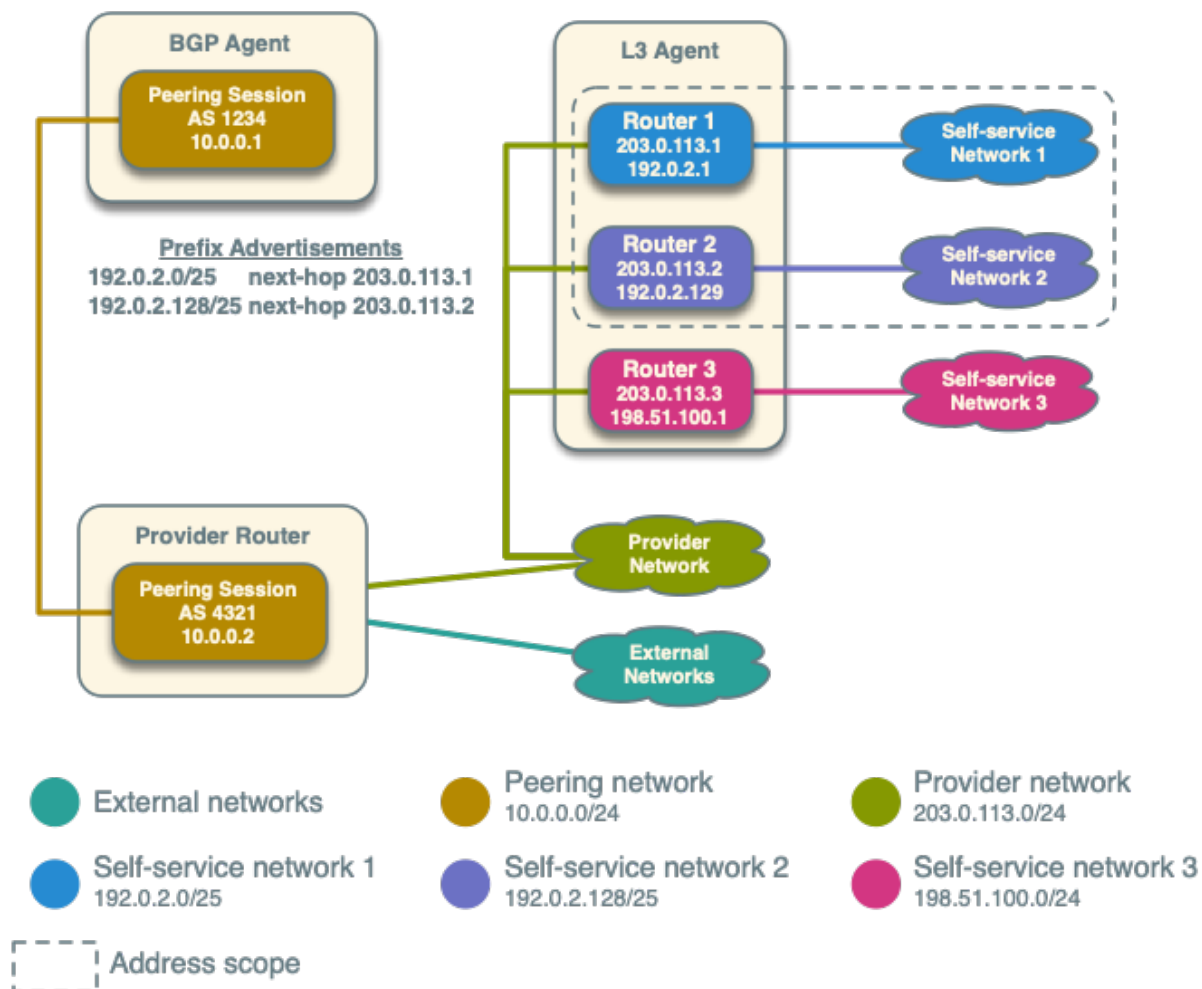 BGP Agent
Peering Session
AS 1234
10.0.0.1
Prefix Advertisements
192.0.2.0/25 next-hop 203.0.113.1
192.0.2.128/25 next-hop 203.0.113.2
L3 Agent
Router 1
203.0.113.1
192.0.2.1
Self-service
Network 1
Router 2
203.0.113.2
192.0.2.129
Self-service
Network 2
Router 3
203.0.113.3
198.51.100.1
Self-service
Network 3
Provider Router
Peering Session
AS 4321
10.0.0.2
Provider
Network
External
Networks
External networks
Peering network
10.0.0.0/24
Provider network
203.0.113.0/24
Self-service network 1
192.0.2.0/25
Self-service network 2
192.0.2.128/25
Self-service network 3
198.51.100.0/24
Address scope